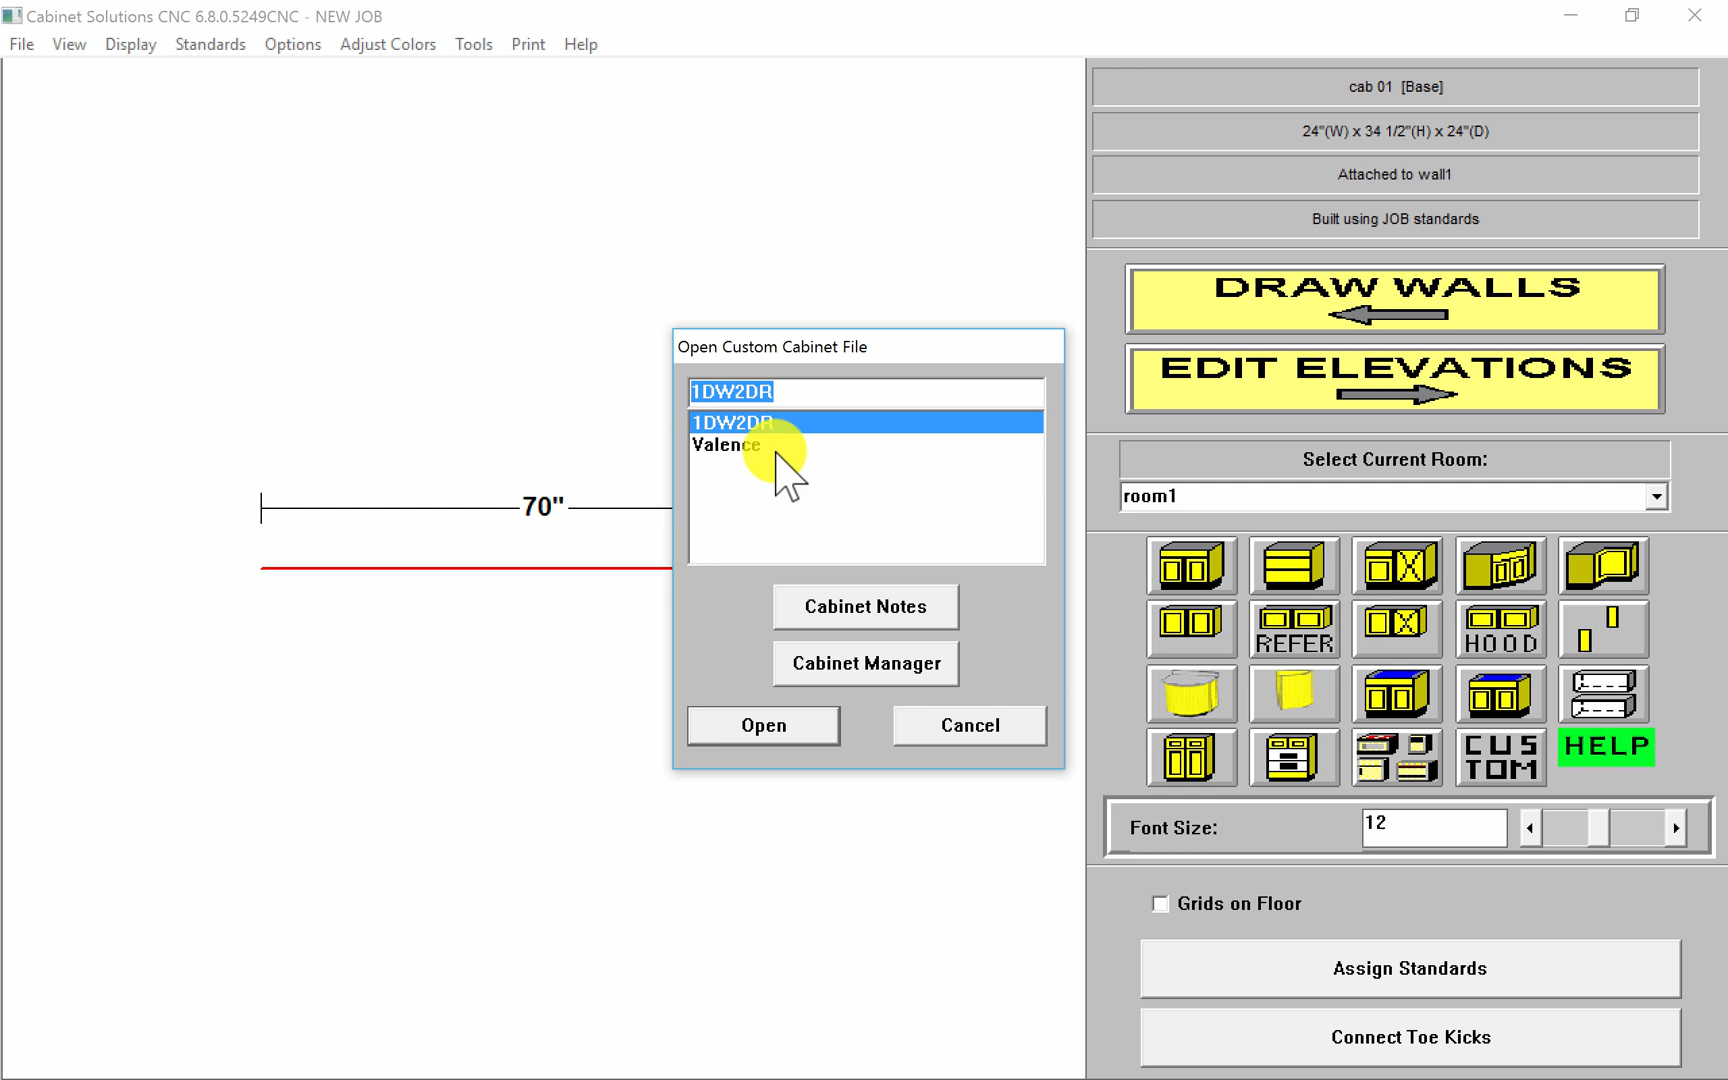 Cabinet Solutions CNC 6.8.0.5249CNC - NEW JOB
File View Display Standards Options Adjust Colors Tools Print Help
cab 01 [Base]
24"(W) x 34 1/2"(H) x 24"(D)
Attached to wall1
Built using JOB standards
DRAW WALLS
EDIT ELEVATIONS
Open Custom Cabinet File
1DW2DR
1DW2DR
Valence
Cabinet Notes
Cabinet Manager
Open Cancel
70"
Select Current Room:
room1
REFER
HOOD
CUS
TOM
HELP
Font Size: 12
Grids on Floor
Assign Standards
Connect Toe Kicks